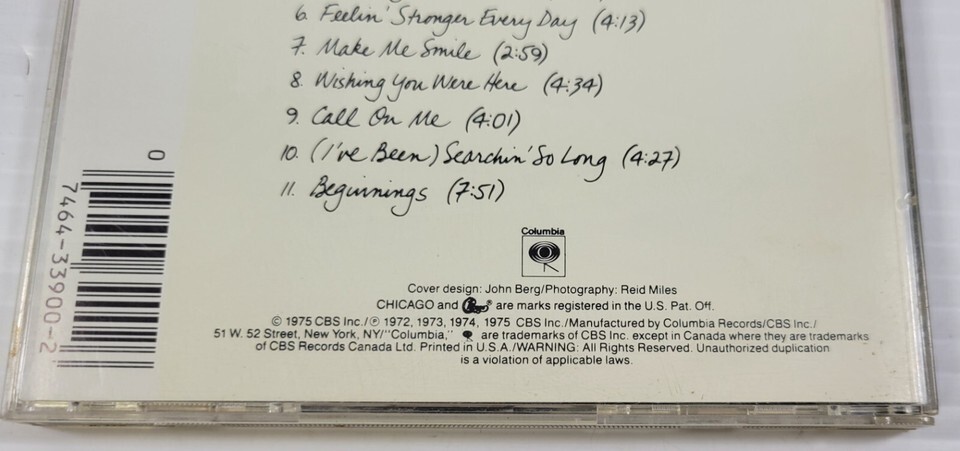 6. Feelin' Stronger Every Day (4:13)
7. Make Me Smile (2:59)
8. Wishing You Were Here (4:34)
9. Call On Me (4:01)
10. (I've Been) Searchin' So Long (4:27)
11. Beginnings (7:51)
0 7464-33900-2
Columbia
Cover design: John Berg/Photography: Reid Miles
CHICAGO and ® are marks registered in the U.S. Pat. Off.
© 1975 CBS Inc./℗ 1972, 1973, 1974, 1975 CBS Inc./Manufactured by Columbia Records/CBS Inc./
51 W. 52 Street, New York, NY/"Columbia," are trademarks of CBS Inc. except in Canada where they are trademarks
of CBS Records Canada Ltd. Printed in U.S.A./WARNING: All Rights Reserved. Unauthorized duplication
is a violation of applicable laws.